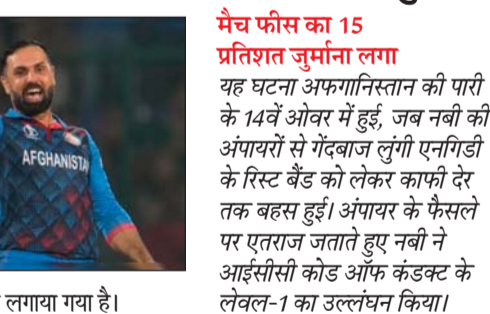 मैच फीस का 15
प्रतिशत जुर्माना लगा
यह घटना अफगानिस्तान की पारी
के 14वें ओवर में हुई, जब नबी की
अंपायरों से गेंदबाज लुंगी एनगिडी
के रिस्ट बैंड को लेकर काफी देर
तक बहस हुई। अंपायर के फैसले
पर एतराज जताते हुए नबी ने
आईसीसी कोड ऑफ कंडक्ट के
लेवल-1 का उल्लंघन किया।
AFGHANISTA
लगाया गया है।